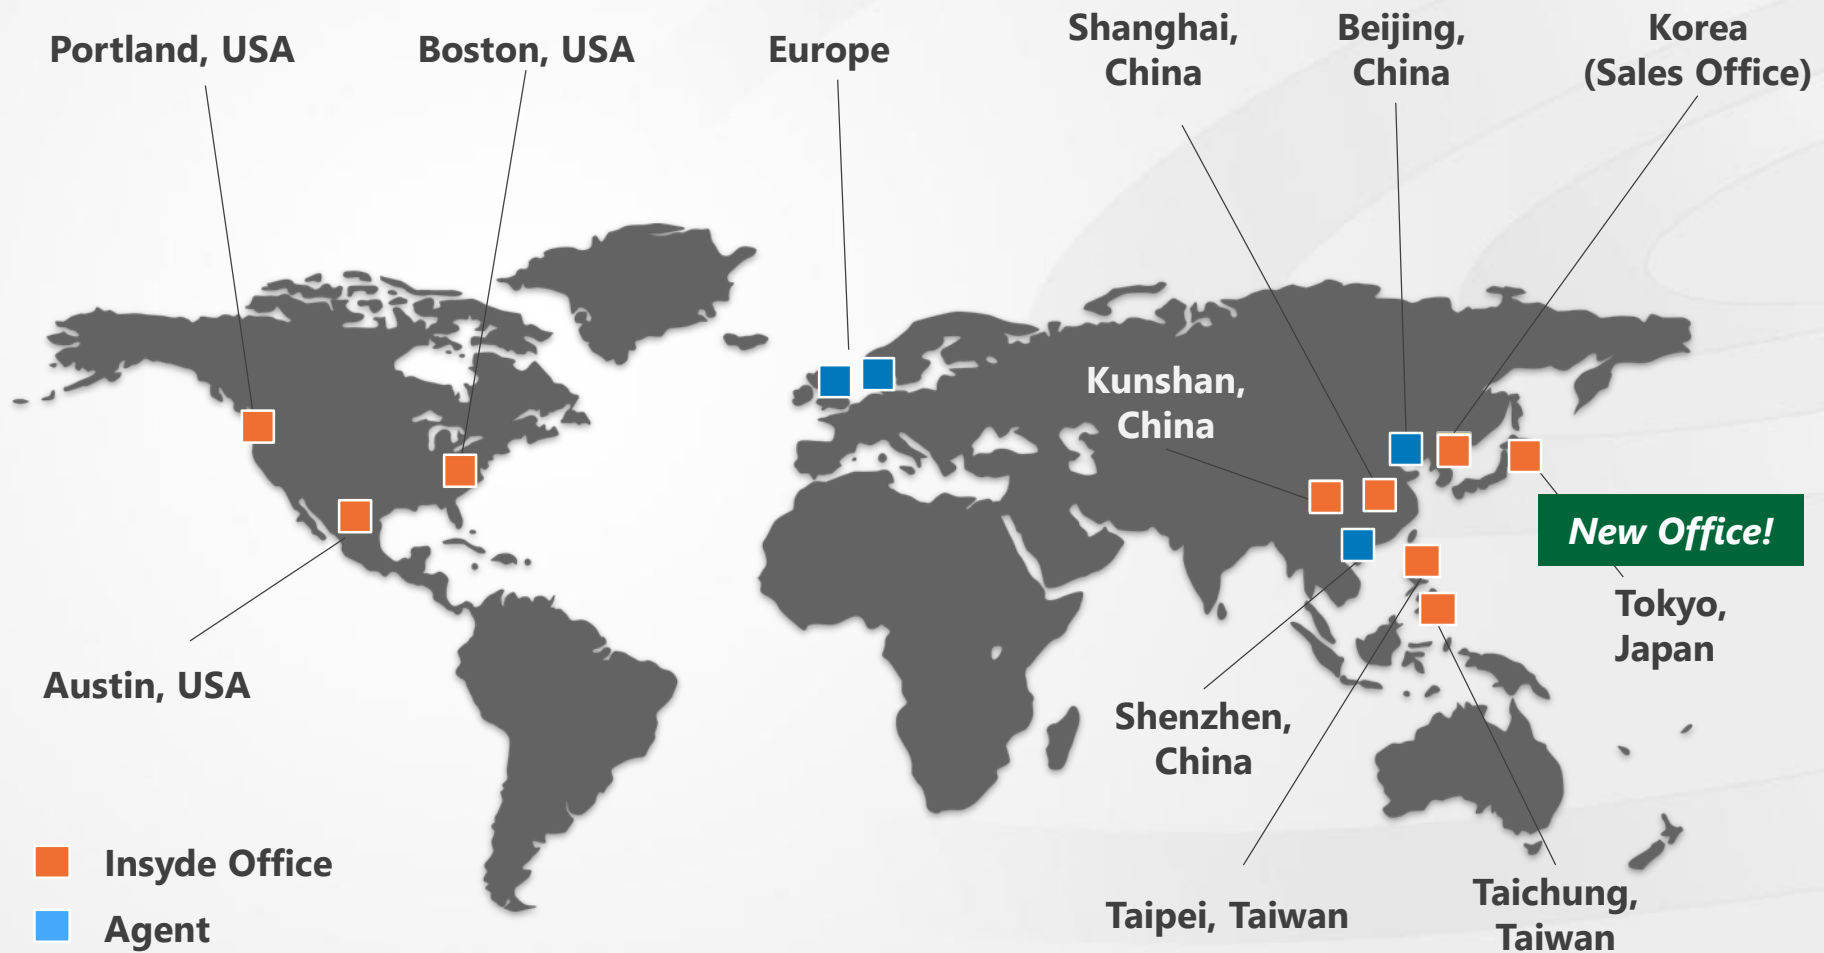 Portland, USA
Boston, USA
Europe
Shanghai,
China
Beijing,
China
Korea
(Sales Office)
Kunshan,
China
New Office!
Tokyo,
Japan
Austin, USA
Shenzhen,
China
Insyde Office
Agent
Taipei, Taiwan
Taichung,
Taiwan